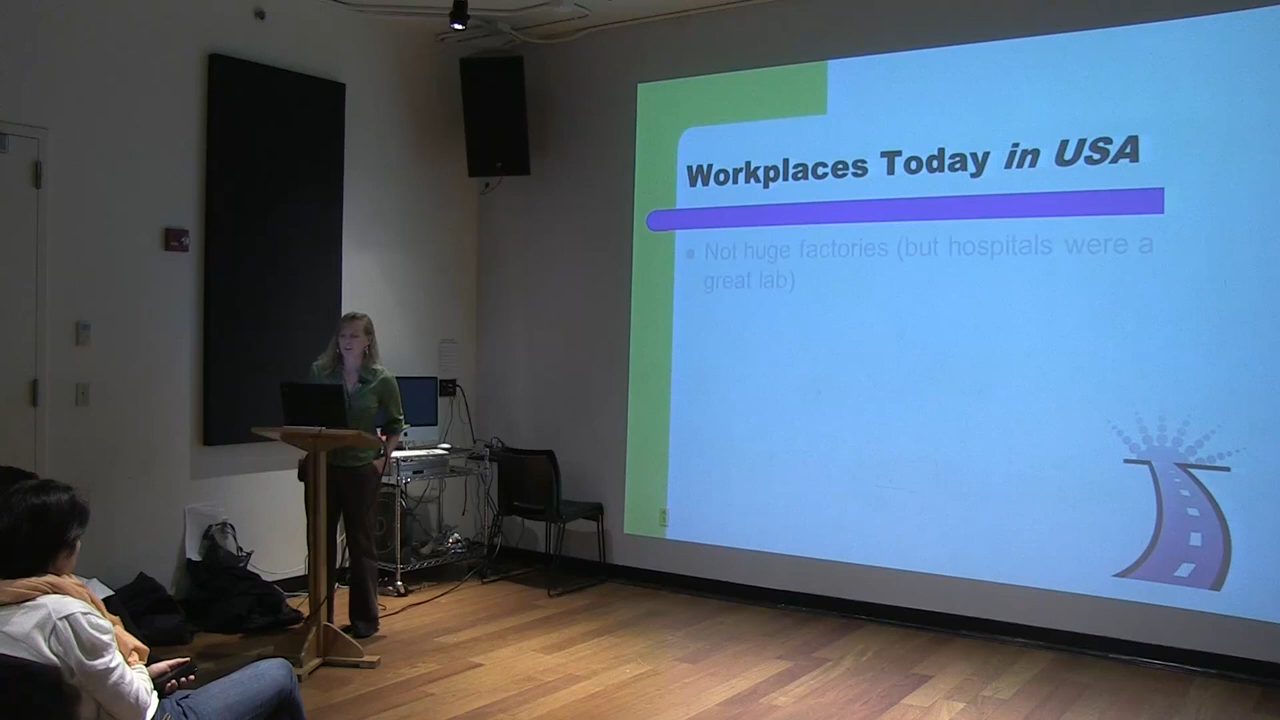 Workplaces Today in USA
Not huge factories (but hospitals were a
great lab)